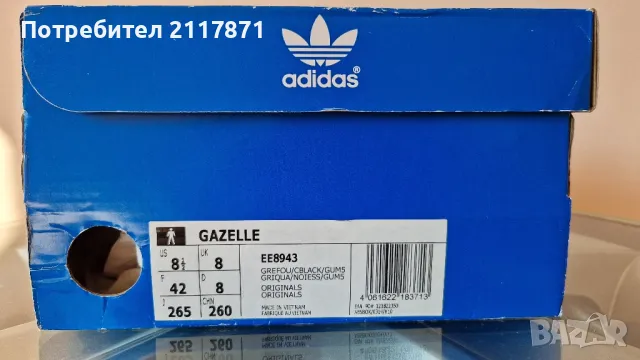 Потребител 2117871
adidas®
GAZELLE
US 8½ UK 8
F 42 D 8
J 265 CHN 260
EE8943
GREFOU/CBLACK/GUM5
GRIQUA/NOIESS/GUM5
ORIGINALS
ORIGINALS
MADE IN VIETNAM
FABRIQUÉ AU VIETNAM
4 061622 183713
BAZAR